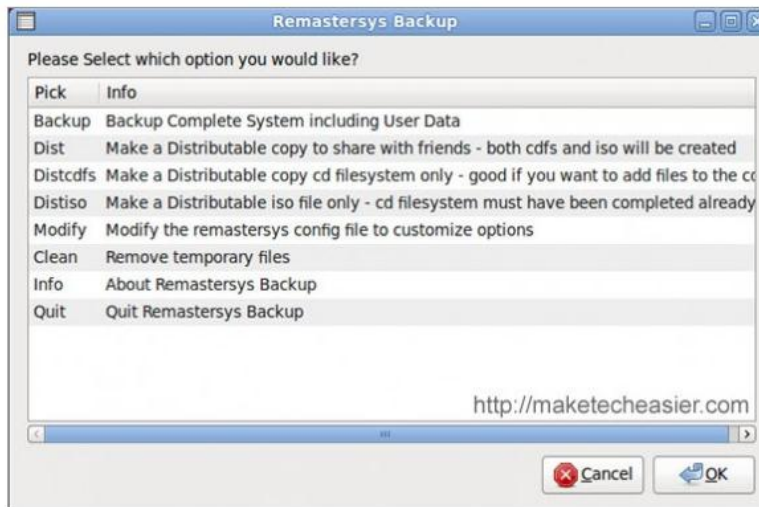 Remastersys Backup
Please Select which option you would like?
Pick Info
Backup Backup Complete System including User Data
Dist Make a Distributable copy to share with friends - both cdfs and iso will be created
Distcdfs Make a Distributable copy cd filesystem only - good if you want to add files to the
Distiso Make a Distributable iso file only - cd filesystem must have been completed already
Modify Modify the remastersys config file to customize options
Clean Remove temporary files
Info About Remastersys Backup
Quit Quit Remastersys Backup
http://maketecheasier.com
Cancel OK